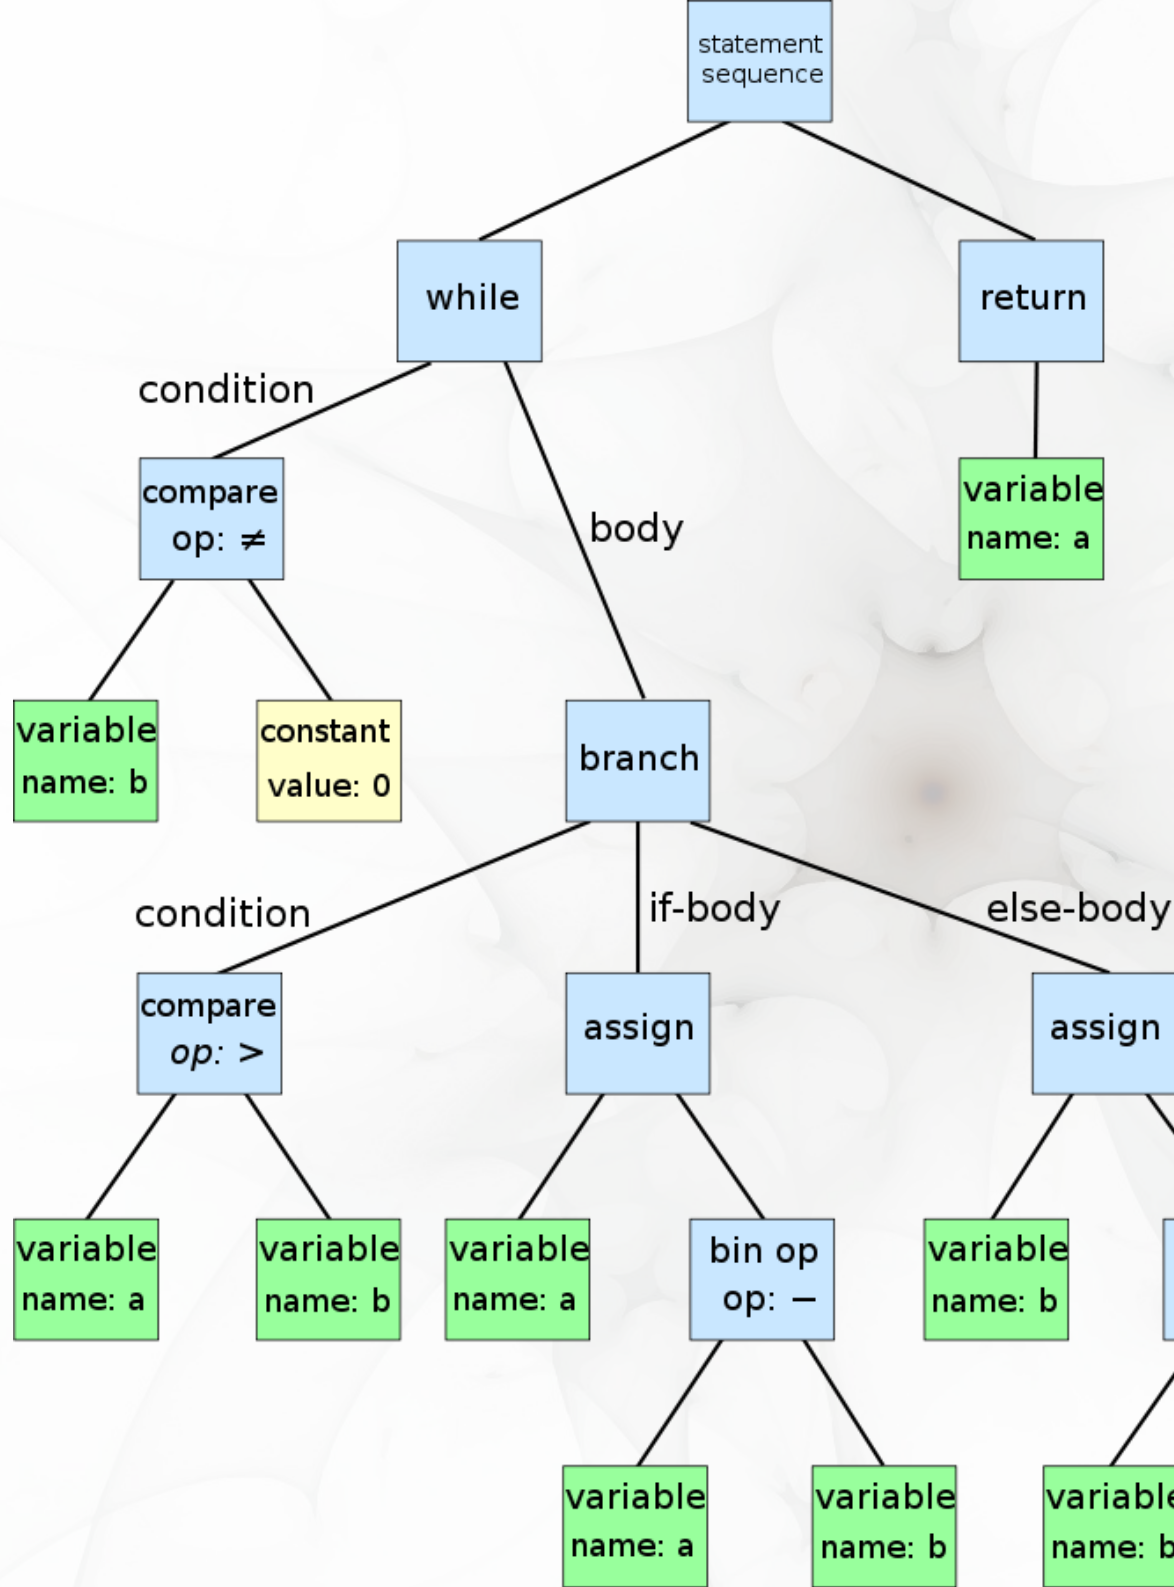 statement
sequence
while
return
condition
compare
op: ≠
body
variable
name: a
variable
name: b
constant
value: 0
branch
condition
if-body
else-body
compare
op: >
assign
assign
variable
name: a
variable
name: b
variable
name: a
bin op
op: −
variable
name: b
variable
name: a
variable
name: b
variable
name: b